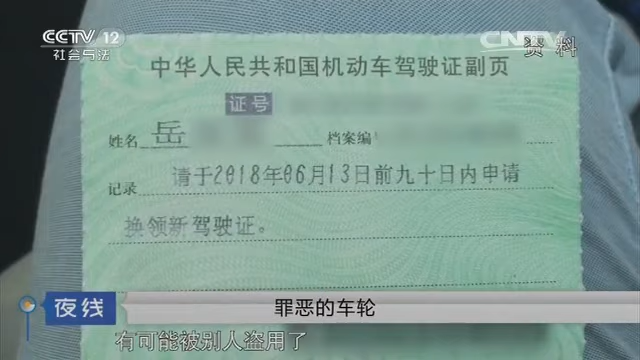 CCTV 12
社会与法
CNTV
资料
中华人民共和国机动车驾驶证副页
证号
姓名 岳
档案编
记录 请于2018年06月13日前九十日内申请
换领新驾驶证。
夜线 罪恶的车轮
有可能被别人盗用了